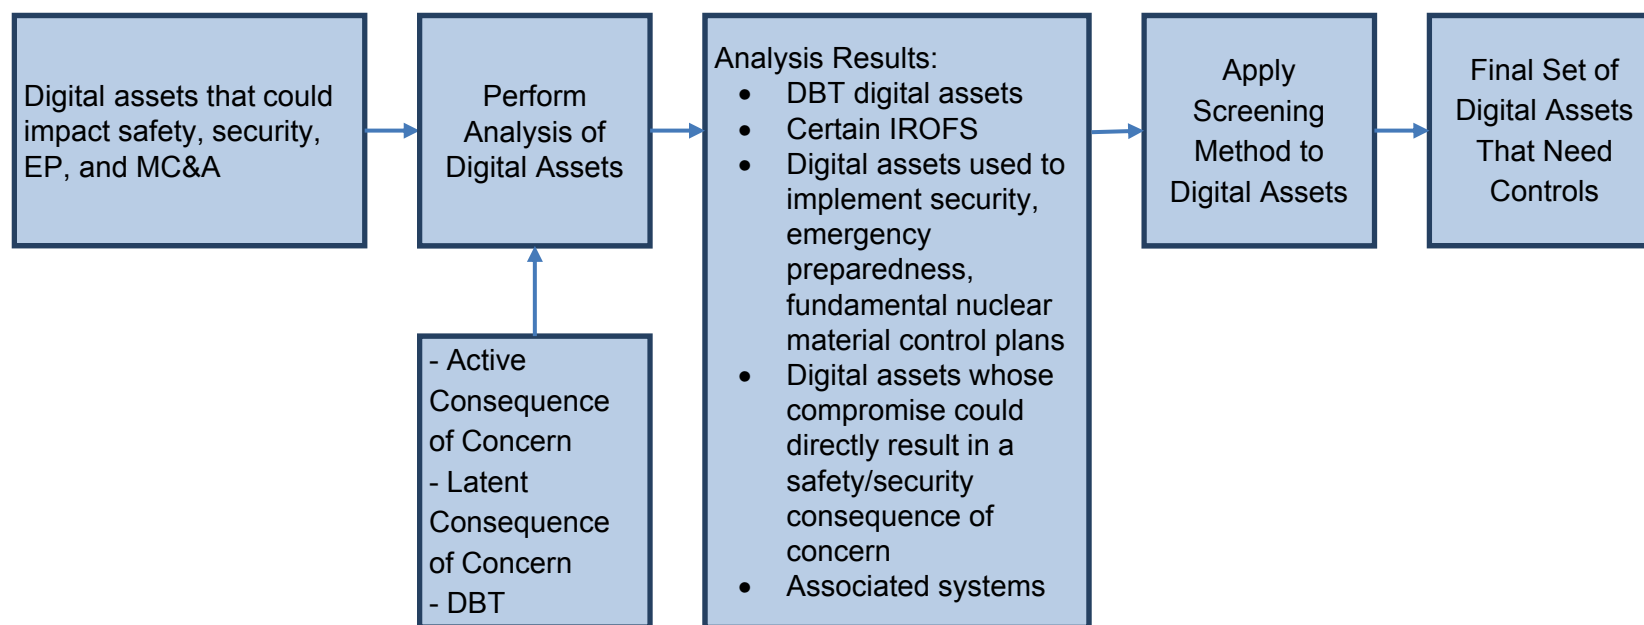 Digital assets that could
impact safety, security,
EP, and MC&A
Perform
Analysis of
Digital Assets
- Active
Consequence
of Concern
- Latent
Consequence
of Concern
- DBT
Analysis Results:
• DBT digital assets
• Certain IROFS
• Digital assets used to
implement security,
emergency
preparedness,
fundamental nuclear
material control plans
• Digital assets whose
compromise could
directly result in a
safety/security
consequence of
concern
• Associated systems
Apply
Screening
Method to
Digital Assets
Final Set of
Digital Assets
That Need
Controls